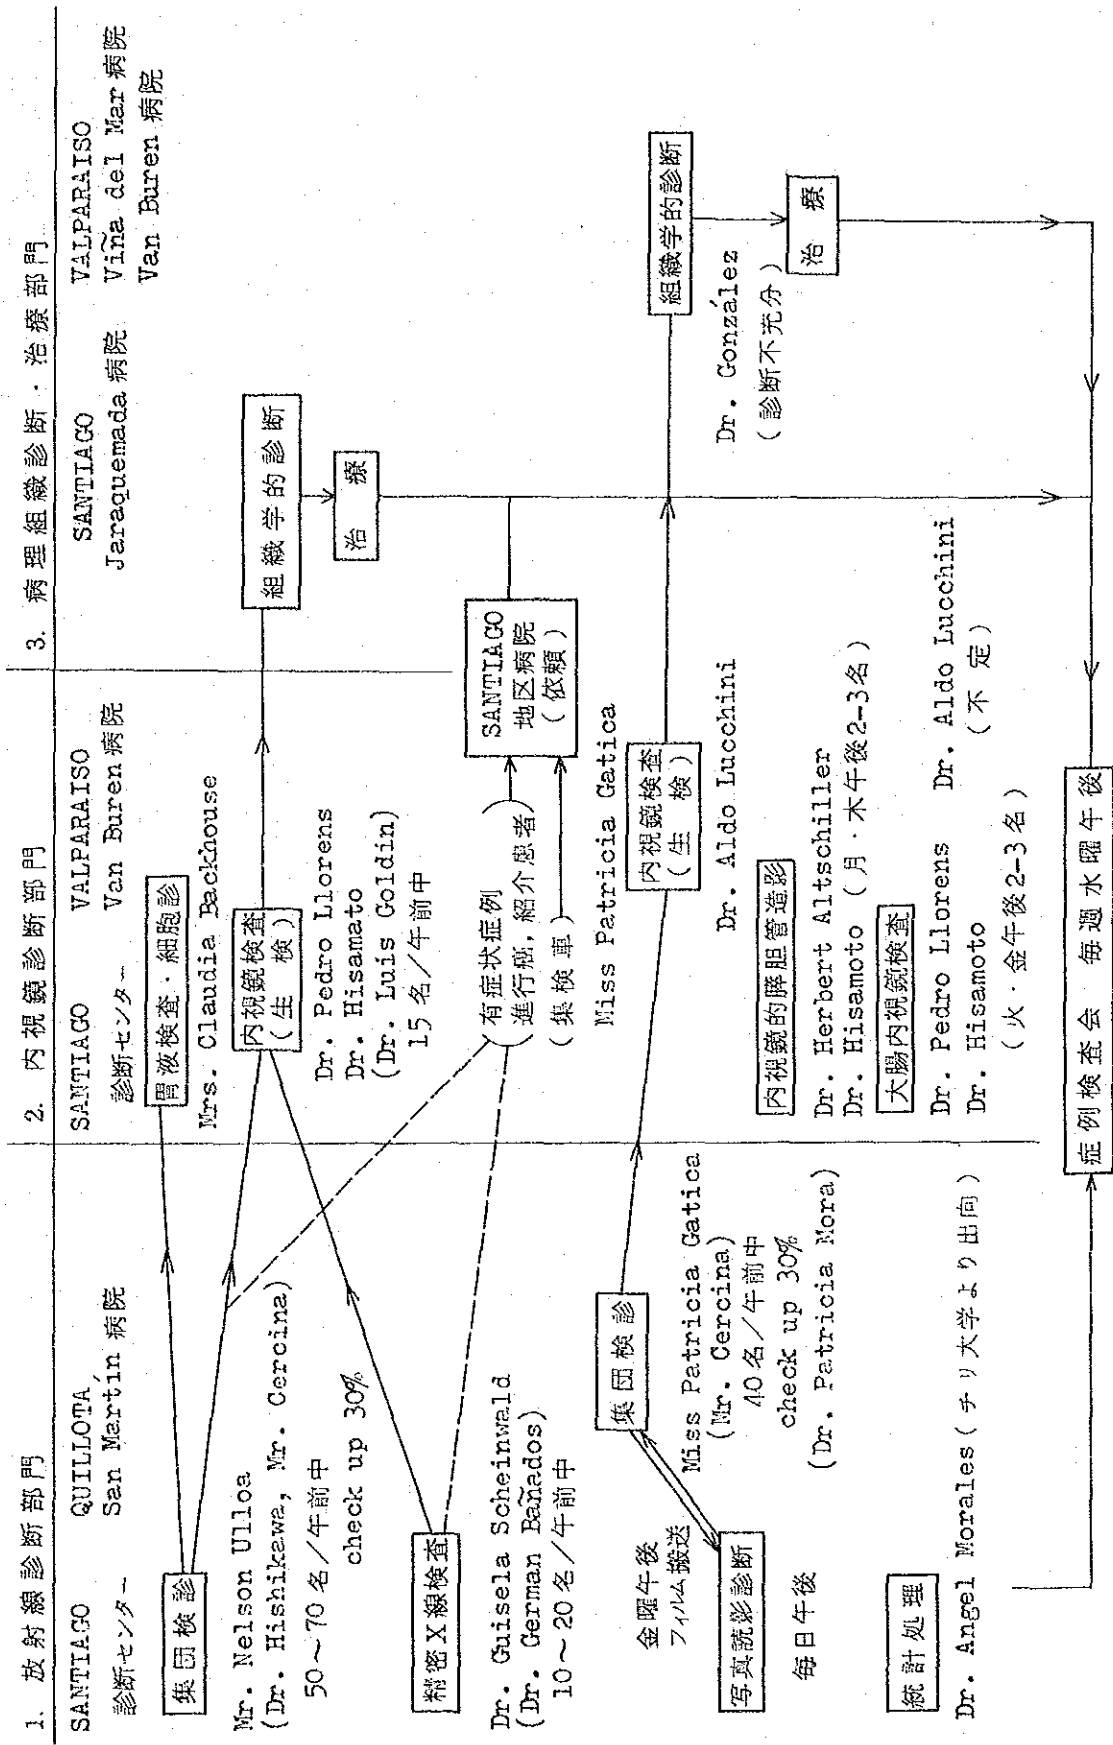 1. 放射線診断部門
SANTIAGO
診断センター
QUILLOTA
San Martín 病院
集団検診
Mr. Nelson Ulloa
(Dr. Hishikawa, Mr. Cercina)
50～70名／午前中
check up 30%
精密X線検査
Dr. Guisela Scheinwald
(Dr. German Bañados)
10～20名／午前中
金曜午後
フィルム搬送
集団検診
Miss Patricia Gatica
(Mr. Cercina)
40名／午前中
check up 30%
(Dr. Patricia Mora)
写真読影診断
毎日午後
統計処理
Dr. Angel Morales (チリ大学より出向)
2. 内視鏡診断部門
SANTIAGO
診断センター
VALPARAISO
Van Buren 病院
胃液検査・細胞診
Mrs. Claudia Backhouse
内視鏡検査
(生 検)
Dr. Pedro Llorens
Dr. Hisamato
(Dr. Luis Goldin)
15名／午前中
(有症状症例
進行癌, 紹介患者)
(集検車)
SANTIAGO
地区病院
(依頼)
Miss Patricia Gatica
内視鏡検査
(生 検)
Dr. Aldo Lucchini
内視鏡的膵胆管造影
Dr. Herbert Altschiller
Dr. Hisamoto (月・木午後2-3名)
大腸内視鏡検査
Dr. Pedro Llorens Dr. Aldo Lucchini
Dr. Hisamoto (不 定)
(火・金午後2-3名)
症例検査会 毎週水曜午後
3. 病理組織診断・治療部門
SANTIAGO
Jaraquemada 病院
VALPARAISO
Viña del Mar 病院
Van Buren 病院
組織学的診断
治 療
組織学的診断
Dr. González
(診断不充分)
治 療